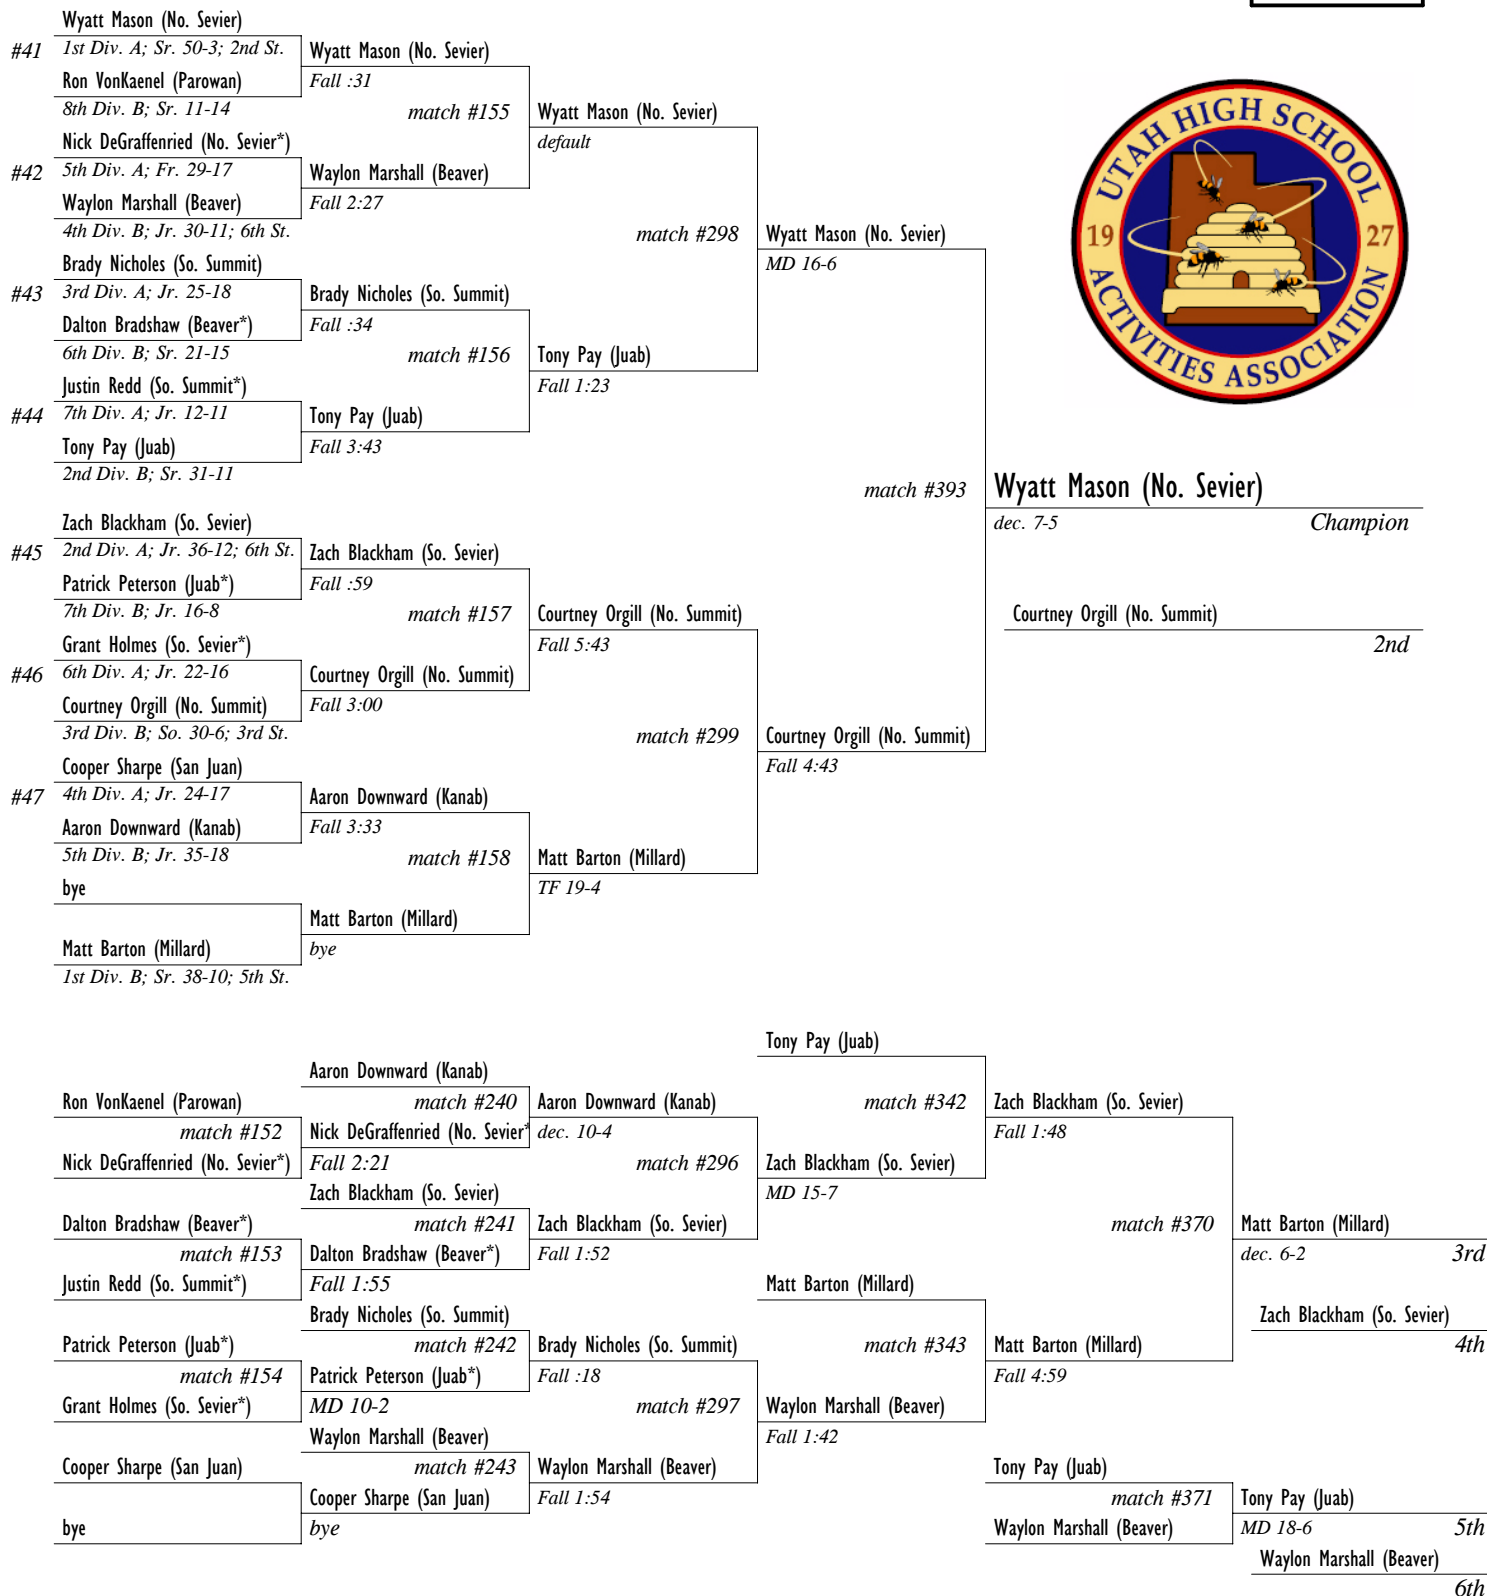 Wyatt Mason (No. Sevier)
#41 1st Div. A; Sr. 50-3; 2nd St. Wyatt Mason (No. Sevier)
Ron VonKaenel (Parowan) Fall :31
8th Div. B; Sr. 11-14 match #155 Wyatt Mason (No. Sevier)
Nick DeGraffenried (No. Sevier*) default
#42 5th Div. A; Fr. 29-17 Waylon Marshall (Beaver)
Waylon Marshall (Beaver) Fall 2:27
4th Div. B; Jr. 30-11; 6th St. match #298 Wyatt Mason (No. Sevier)
Brady Nicholes (So. Summit) MD 16-6
#43 3rd Div. A; Jr. 25-18 Brady Nicholes (So. Summit)
Dalton Bradshaw (Beaver*) Fall :34
6th Div. B; Sr. 21-15 match #156 Tony Pay (Juab)
Justin Redd (So. Summit*) Fall 1:23
#44 7th Div. A; Jr. 12-11 Tony Pay (Juab)
Tony Pay (Juab) Fall 3:43
2nd Div. B; Sr. 31-11
UTAH HIGH SCHOOL
19 27
ACTIVITIES ASSOCIATION
match #393 Wyatt Mason (No. Sevier)
dec. 7-5 Champion
Zach Blackham (So. Sevier)
#45 2nd Div. A; Jr. 36-12; 6th St. Zach Blackham (So. Sevier)
Patrick Peterson (Juab*) Fall :59
7th Div. B; Jr. 16-8 match #157 Courtney Orgill (No. Summit) Courtney Orgill (No. Summit)
Grant Holmes (So. Sevier*) Fall 5:43 2nd
#46 6th Div. A; Jr. 22-16 Courtney Orgill (No. Summit)
Courtney Orgill (No. Summit) Fall 3:00
3rd Div. B; So. 30-6; 3rd St. match #299 Courtney Orgill (No. Summit)
Cooper Sharpe (San Juan) Fall 4:43
#47 4th Div. A; Jr. 24-17 Aaron Downward (Kanab)
Aaron Downward (Kanab) Fall 3:33
5th Div. B; Jr. 35-18 match #158 Matt Barton (Millard)
bye TF 19-4
Matt Barton (Millard)
Matt Barton (Millard) bye
1st Div. B; Sr. 38-10; 5th St.
Tony Pay (Juab)
Aaron Downward (Kanab)
Ron VonKaenel (Parowan) match #240 Aaron Downward (Kanab) match #342 Zach Blackham (So. Sevier)
match #152 Nick DeGraffenried (No. Sevier* dec. 10-4 Fall 1:48
Nick DeGraffenried (No. Sevier*) Fall 2:21 match #296 Zach Blackham (So. Sevier)
Zach Blackham (So. Sevier) MD 15-7
Dalton Bradshaw (Beaver*) match #241 Zach Blackham (So. Sevier) match #370 Matt Barton (Millard)
match #153 Dalton Bradshaw (Beaver*) Fall 1:52 dec. 6-2 3rd
Justin Redd (So. Summit*) Fall 1:55 Matt Barton (Millard)
Brady Nicholes (So. Summit) Zach Blackham (So. Sevier)
Patrick Peterson (Juab*) match #242 Brady Nicholes (So. Summit) match #343 Matt Barton (Millard) 4th
match #154 Patrick Peterson (Juab*) Fall :18 Fall 4:59
Grant Holmes (So. Sevier*) MD 10-2 match #297 Waylon Marshall (Beaver)
Waylon Marshall (Beaver) Fall 1:42
Cooper Sharpe (San Juan) match #243 Waylon Marshall (Beaver) Tony Pay (Juab)
Cooper Sharpe (San Juan) Fall 1:54 match #371 Tony Pay (Juab)
bye bye Waylon Marshall (Beaver) MD 18-6 5th
Waylon Marshall (Beaver)
6th